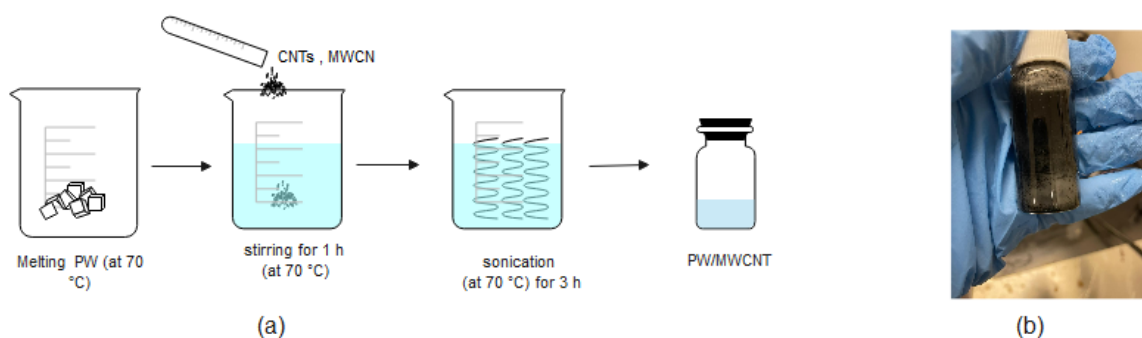 CNTs , MWCN
Melting PW (at 70
°C)
stirring for 1 h
(at 70 °C)
sonication
(at 70 °C) for 3 h
PW/MWCNT
(a)
(b)